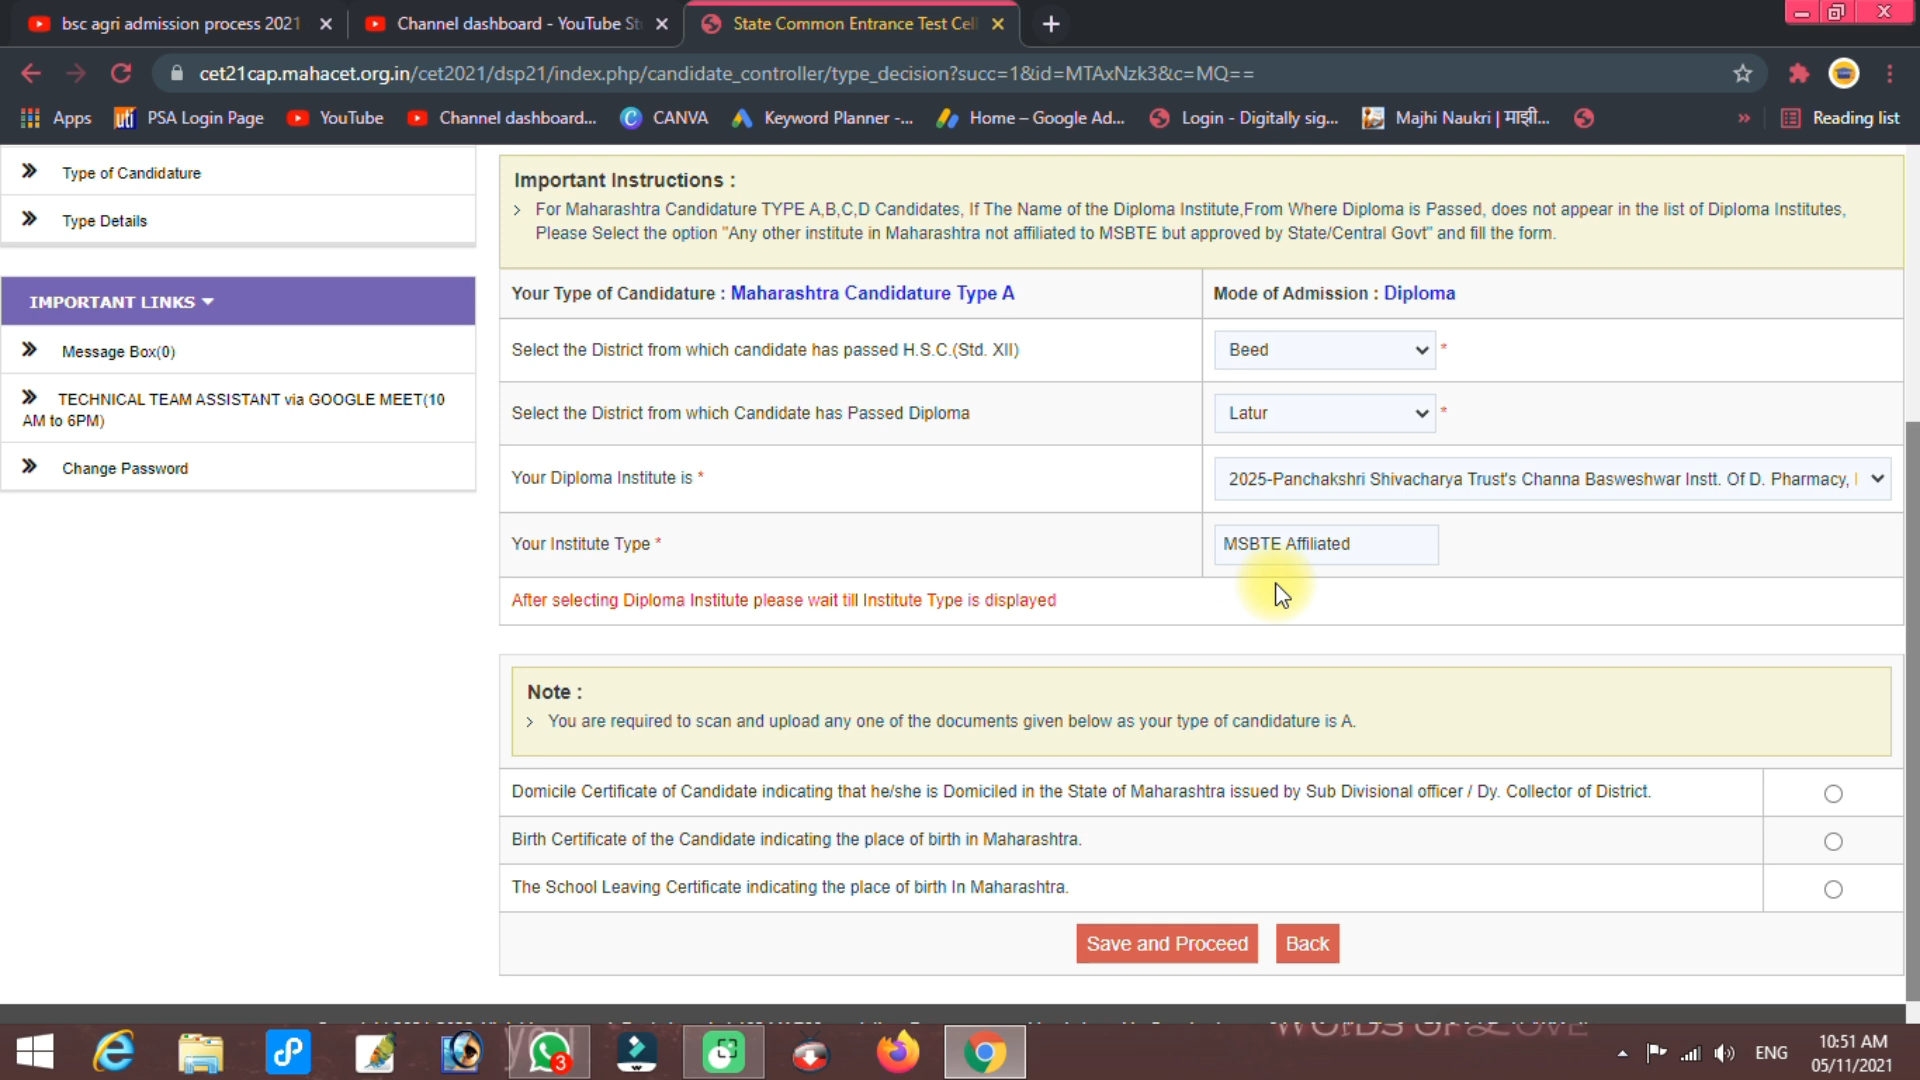 bsc agri admission process 2021
Channel dashboard - YouTube St
State Common Entrance Test Cell
cet21cap.mahacet.org.in/cet2021/dsp21/index.php/candidate_controller/type_decision?succ=1&id=MTAxNzk3&c=MQ==
Apps
uti PSA Login Page
YouTube
Channel dashboard...
CANVA
Keyword Planner -...
Home – Google Ad...
Login - Digitally sig...
Majhi Naukri | माझी...
»
Reading list
Type of Candidature
Type Details
IMPORTANT LINKS
Message Box(0)
TECHNICAL TEAM ASSISTANT via GOOGLE MEET(10
AM to 6PM)
Change Password
Important Instructions :
> For Maharashtra Candidature TYPE A,B,C,D Candidates, If The Name of the Diploma Institute,From Where Diploma is Passed, does not appear in the list of Diploma Institutes,
Please Select the option "Any other institute in Maharashtra not affiliated to MSBTE but approved by State/Central Govt" and fill the form.
Your Type of Candidature : Maharashtra Candidature Type A
Mode of Admission : Diploma
Select the District from which candidate has passed H.S.C.(Std. XII)
Beed *
Select the District from which Candidate has Passed Diploma
Latur *
Your Diploma Institute is *
2025-Panchakshri Shivacharya Trust's Channa Basweshwar Instt. Of D. Pharmacy,
Your Institute Type *
MSBTE Affiliated
After selecting Diploma Institute please wait till Institute Type is displayed
Note :
> You are required to scan and upload any one of the documents given below as your type of candidature is A.
Domicile Certificate of Candidate indicating that he/she is Domiciled in the State of Maharashtra issued by Sub Divisional officer / Dy. Collector of District.
Birth Certificate of the Candidate indicating the place of birth in Maharashtra.
The School Leaving Certificate indicating the place of birth In Maharashtra.
Save and Proceed
Back
3
ENG
10:51 AM
05/11/2021